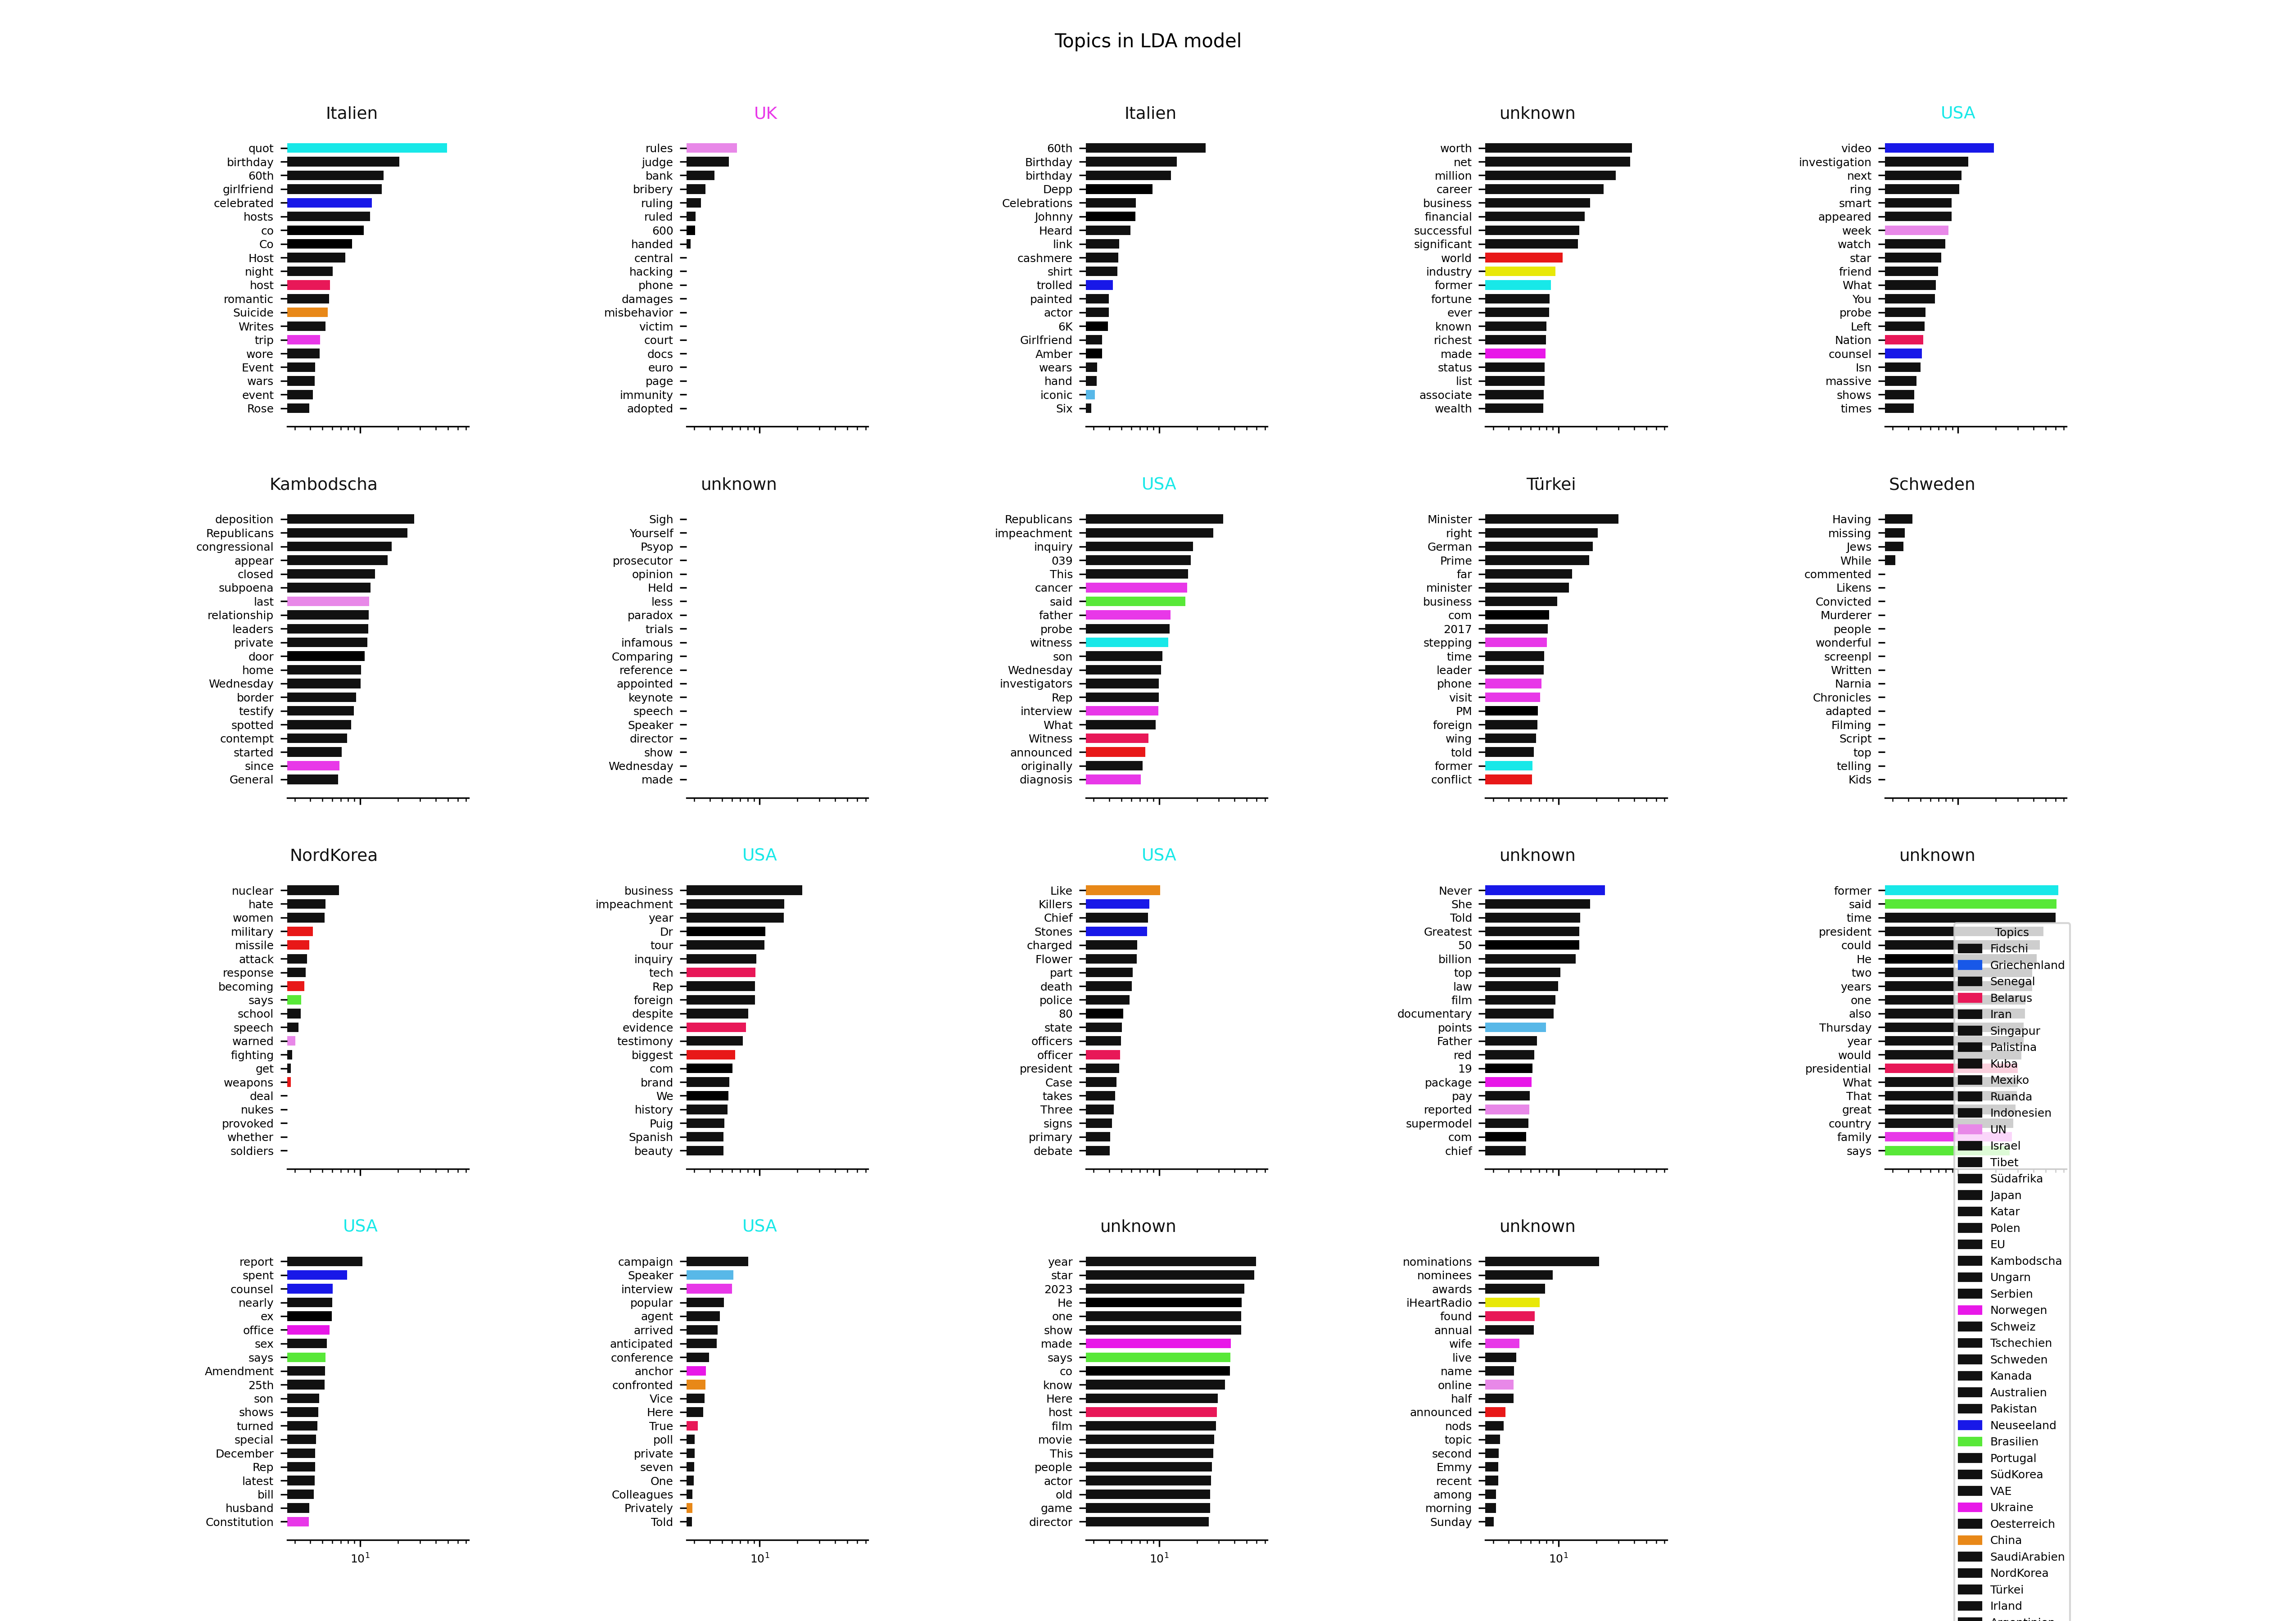 Topics in LDA model
Italien
quot
birthday
60th
girlfriend
celebrated
hosts
co
Co
Host
night
host
romantic
Suicide
Writes
trip
wore
Event
wars
event
Rose
UK
rules
judge
bank
bribery
ruling
ruled
600
handed
central
hacking
phone
damages
misbehavior
victim
court
docs
euro
page
immunity
adopted
Italien
60th
Birthday
birthday
Depp
Celebrations
Johnny
Heard
link
cashmere
shirt
trolled
painted
actor
6K
Girlfriend
Amber
wears
hand
iconic
Six
unknown
worth
net
million
career
business
financial
successful
significant
world
industry
former
fortune
ever
known
richest
made
status
list
associate
wealth
USA
video
investigation
next
ring
smart
appeared
week
watch
star
friend
What
You
probe
Left
Nation
counsel
Isn
massive
shows
times
Kambodscha
deposition
Republicans
congressional
appear
closed
subpoena
last
relationship
leaders
private
door
home
Wednesday
border
testify
spotted
contempt
started
since
General
unknown
Sigh
Yourself
Psyop
prosecutor
opinion
Held
less
paradox
trials
infamous
Comparing
reference
appointed
keynote
speech
Speaker
director
show
Wednesday
made
USA
Republicans
impeachment
inquiry
039
This
cancer
said
father
probe
witness
son
Wednesday
investigators
Rep
interview
What
Witness
announced
originally
diagnosis
Türkei
Minister
right
German
Prime
far
minister
business
com
2017
stepping
time
leader
phone
visit
PM
foreign
wing
told
former
conflict
Schweden
Having
missing
Jews
While
commented
Likens
Convicted
Murderer
people
wonderful
screenpl
Written
Narnia
Chronicles
adapted
Filming
Script
top
telling
Kids
NordKorea
nuclear
hate
women
military
missile
attack
response
becoming
says
school
speech
warned
fighting
get
weapons
deal
nukes
provoked
whether
soldiers
USA
business
impeachment
year
Dr
tour
inquiry
tech
Rep
foreign
despite
evidence
testimony
biggest
com
brand
We
history
Puig
Spanish
beauty
USA
Like
Killers
Chief
Stones
charged
Flower
part
death
police
80
state
officers
officer
president
Case
takes
Three
signs
primary
debate
unknown
Never
She
Told
Greatest
50
billion
top
law
film
documentary
points
Father
red
19
package
pay
reported
supermodel
com
chief
unknown
former
said
time
president
could
He
two
years
one
also
Thursday
year
would
presidential
What
That
great
country
family
says
USA
report
spent
counsel
nearly
ex
office
sex
says
Amendment
25th
son
shows
turned
special
December
Rep
latest
bill
husband
Constitution
10¹
USA
campaign
Speaker
interview
popular
agent
arrived
anticipated
conference
anchor
confronted
Vice
Here
True
poll
private
seven
One
Colleagues
Privately
Told
10¹
unknown
year
star
2023
He
one
show
made
says
co
know
Here
host
film
movie
This
people
actor
old
game
director
10¹
unknown
nominations
nominees
awards
iHeartRadio
found
annual
wife
live
name
online
half
announced
nods
topic
second
Emmy
recent
among
morning
Sunday
10¹
Topics
Fidschi
Griechenland
Senegal
Belarus
Iran
Singapur
Palistina
Kuba
Mexiko
Ruanda
Indonesien
UN
Israel
Tibet
Südafrika
Japan
Katar
Polen
EU
Kambodscha
Ungarn
Serbien
Norwegen
Schweiz
Tschechien
Schweden
Kanada
Australien
Pakistan
Neuseeland
Brasilien
Portugal
SüdKorea
VAE
Ukraine
Oesterreich
China
SaudiArabien
NordKorea
Türkei
Irland